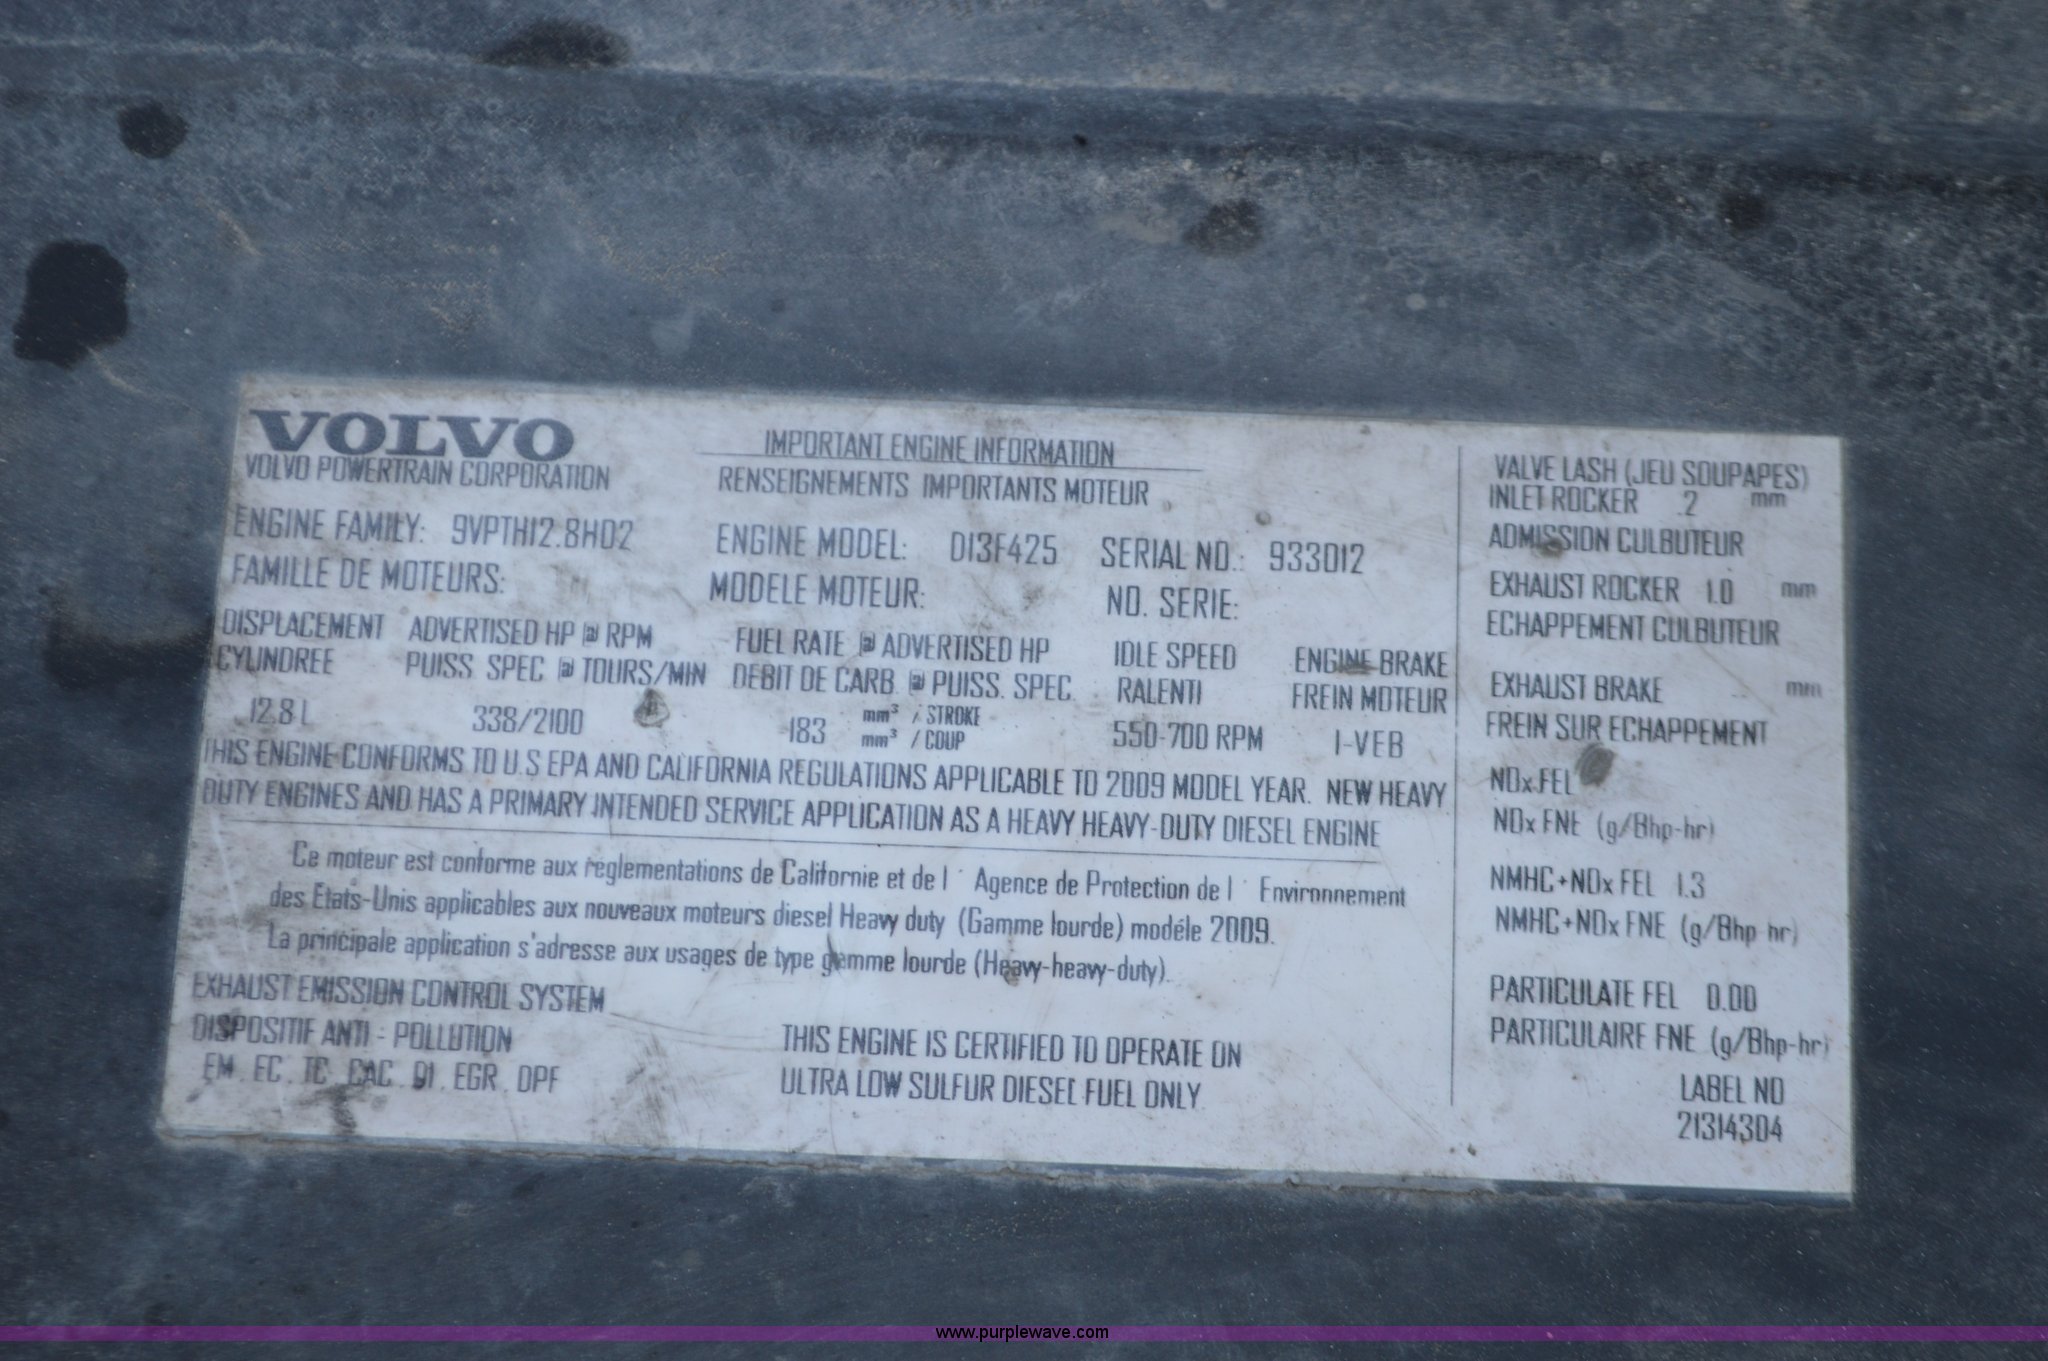 VOLVO
VOLVO POWERTRAIN CORPORATION
IMPORTANT ENGINE INFORMATION
RENSEIGNEMENTS IMPORTANTS MOTEUR
ENGINE FAMILY: 9VPTH12.8H02
FAMILLE DE MOTEURS:
ENGINE MODEL: D13F425 SERIAL NO.: 933012
MODELE MOTEUR: NO. SERIE:
DISPLACEMENT ADVERTISED HP @ RPM FUEL RATE @ ADVERTISED HP IDLE SPEED ENGINE BRAKE
CYLINDREE PUISS. SPEC. @ TOURS/MIN DEBIT DE CARB. @ PUISS. SPEC. RALENTI FREIN MOTEUR
12.8 L 338/2100 183 mm³ / STROKE 550-700 RPM I-VEB
mm³ / COUP
THIS ENGINE CONFORMS TO U.S EPA AND CALIFORNIA REGULATIONS APPLICABLE TO 2009 MODEL YEAR. NEW HEAVY
DUTY ENGINES AND HAS A PRIMARY INTENDED SERVICE APPLICATION AS A HEAVY HEAVY-DUTY DIESEL ENGINE
Ce moteur est conforme aux réglementations de Californie et de l ' Agence de Protection de l ' Environnement
des Etats-Unis applicables aux nouveaux moteurs diesel Heavy duty (Gamme lourde) modéle 2009.
La principale application s'adresse aux usages de type gamme lourde (Heavy-heavy-duty).
EXHAUST EMISSION CONTROL SYSTEM
DISPOSITIF ANTI - POLLUTION
EM , EC , TC , CAC , DI , EGR , DPF
THIS ENGINE IS CERTIFIED TO OPERATE ON
ULTRA LOW SULFUR DIESEL FUEL ONLY
VALVE LASH (JEU SOUPAPES)
INLET ROCKER .2 mm
ADMISSION CULBUTEUR
EXHAUST ROCKER 1.0 mm
ECHAPPEMENT CULBUTEUR
EXHAUST BRAKE mm
FREIN SUR ECHAPPEMENT
NOx FEL
NOx FNE (g/Bhp-hr)
NMHC+NOx FEL 1.3
NMHC+NOx FNE (g/Bhp-hr)
PARTICULATE FEL 0.00
PARTICULAIRE FNE (g/Bhp-hr)
LABEL NO
21314304
www.purplewave.com